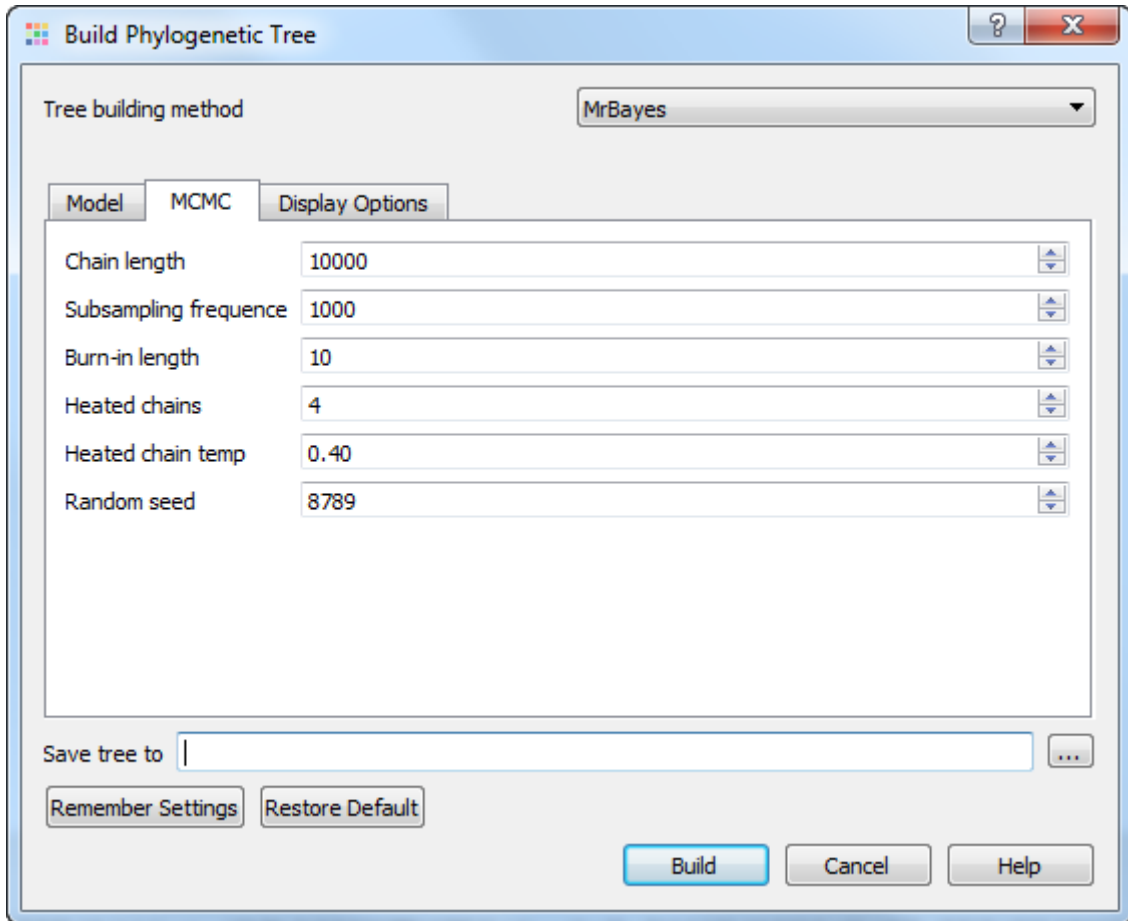 Build Phylogenetic Tree
Tree building method MrBayes
Model MCMC Display Options
Chain length 10000
Subsampling frequence 1000
Burn-in length 10
Heated chains 4
Heated chain temp 0.40
Random seed 8789
Save tree to ...
Remember Settings Restore Default
Build Cancel Help